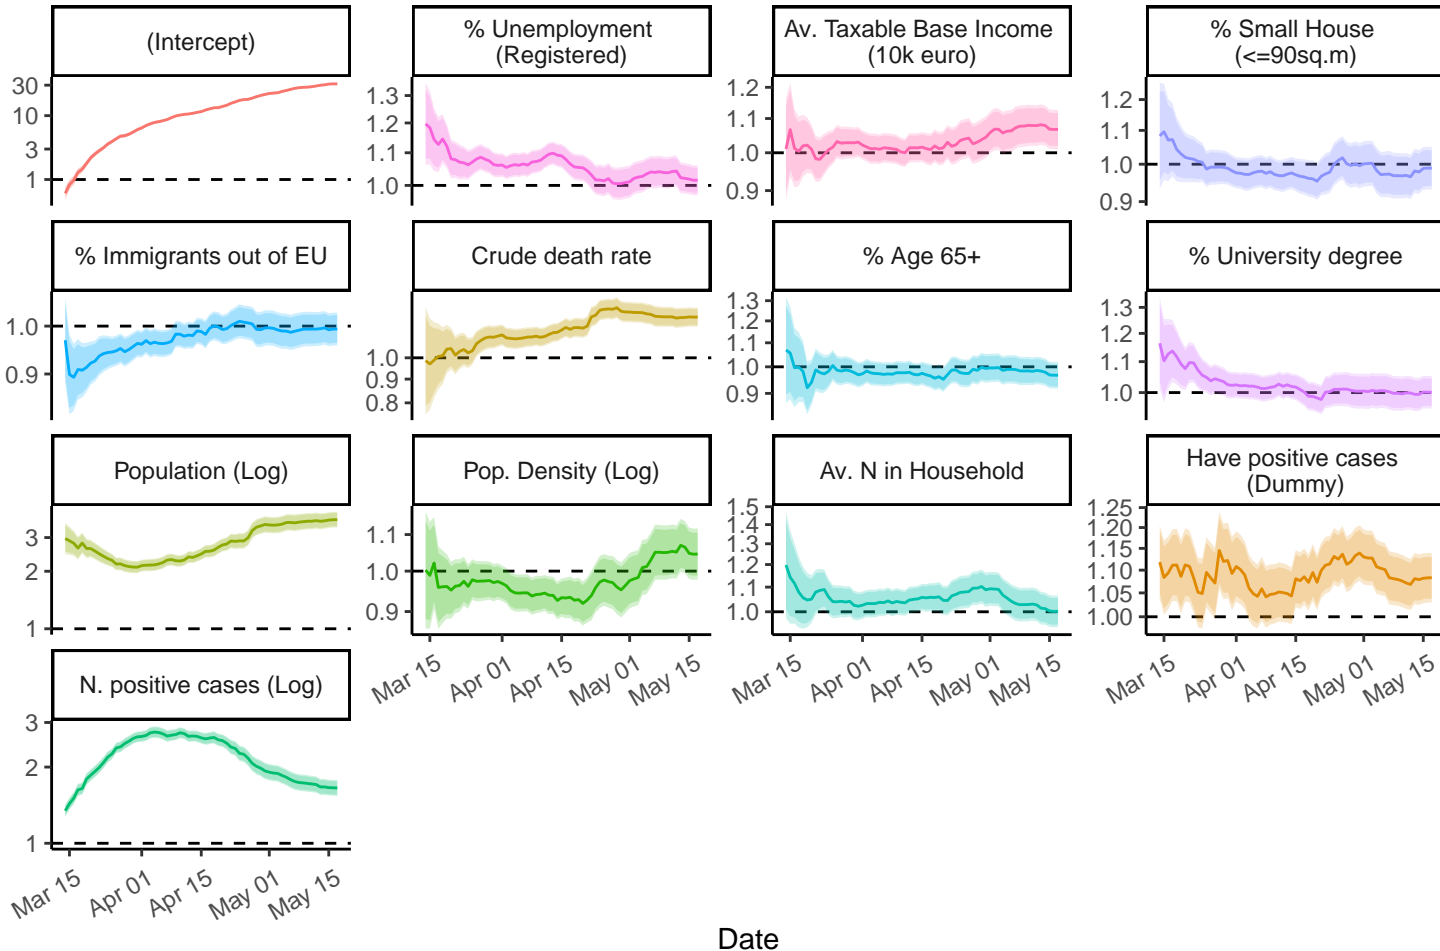 (Intercept)
% Unemployment
(Registered)
Av. Taxable Base Income
(10k euro)
% Small House
(<=90sq.m)
30
10
3
1
1.3
1.2
1.1
1.0
1.2
1.1
1.0
0.9
1.2
1.1
1.0
0.9
% Immigrants out of EU
Crude death rate
% Age 65+
% University degree
1.0
0.9
1.0
0.9
0.8
1.3
1.2
1.1
1.0
0.9
1.3
1.2
1.1
1.0
Population (Log)
Pop. Density (Log)
Av. N in Household
Have positive cases
(Dummy)
3
2
1
1.1
1.0
0.9
1.5
1.4
1.3
1.2
1.1
1.0
1.25
1.20
1.15
1.10
1.05
1.00
Mar 15
Apr 01
Apr 15
May 01
May 15
Mar 15
Apr 01
Apr 15
May 01
May 15
Mar 15
Apr 01
Apr 15
May 01
May 15
N. positive cases (Log)
3
2
1
Mar 15
Apr 01
Apr 15
May 01
May 15
Date